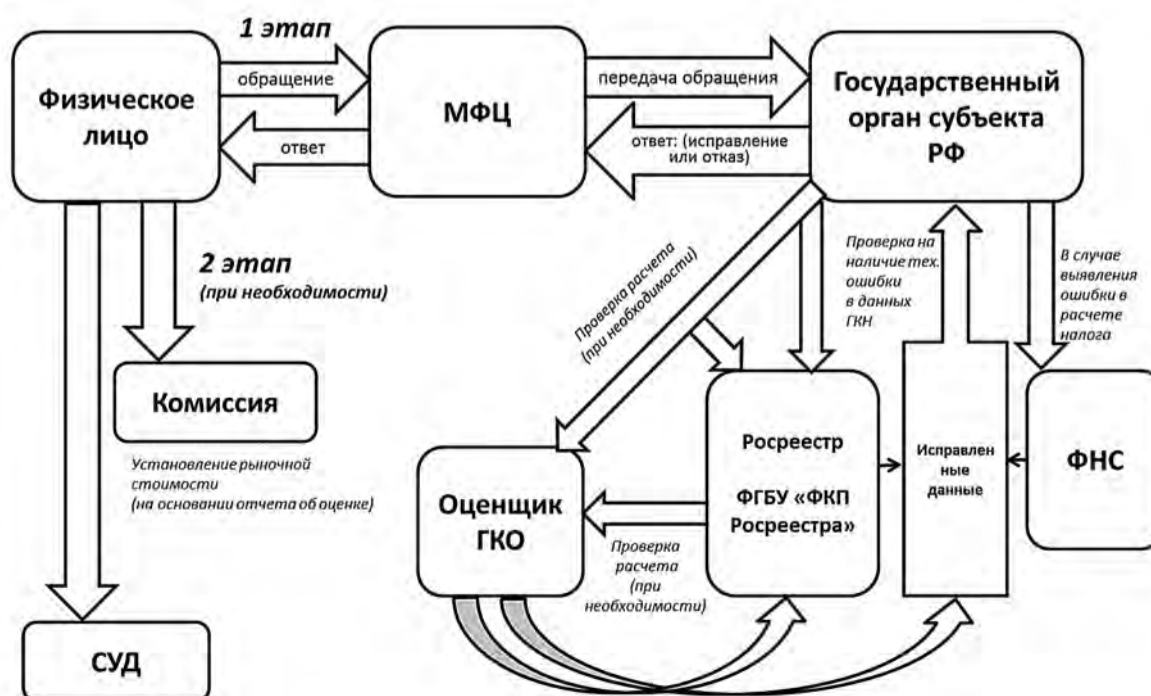 1 этап
Физическое
лицо
обращение
ответ
МФЦ
передача обращения
ответ: (исправление
или отказ)
Государственный
орган субъекта
РФ
2 этап
(при необходимости)
Комиссия
Установление рыночной
стоимости
(на основании отчета об оценке)
СУД
Проверка расчета
(при необходимости)
Проверка на
наличие тех.
ошибки
в данных
ГКН
В случае
выявления
ошибки в
расчете
налога
Оценщик
ГКО
Проверка
расчета
(при
необходимости)
Росреестр
ФГБУ «ФКП
Росреестра»
Исправлен
ные
данные
ФНС